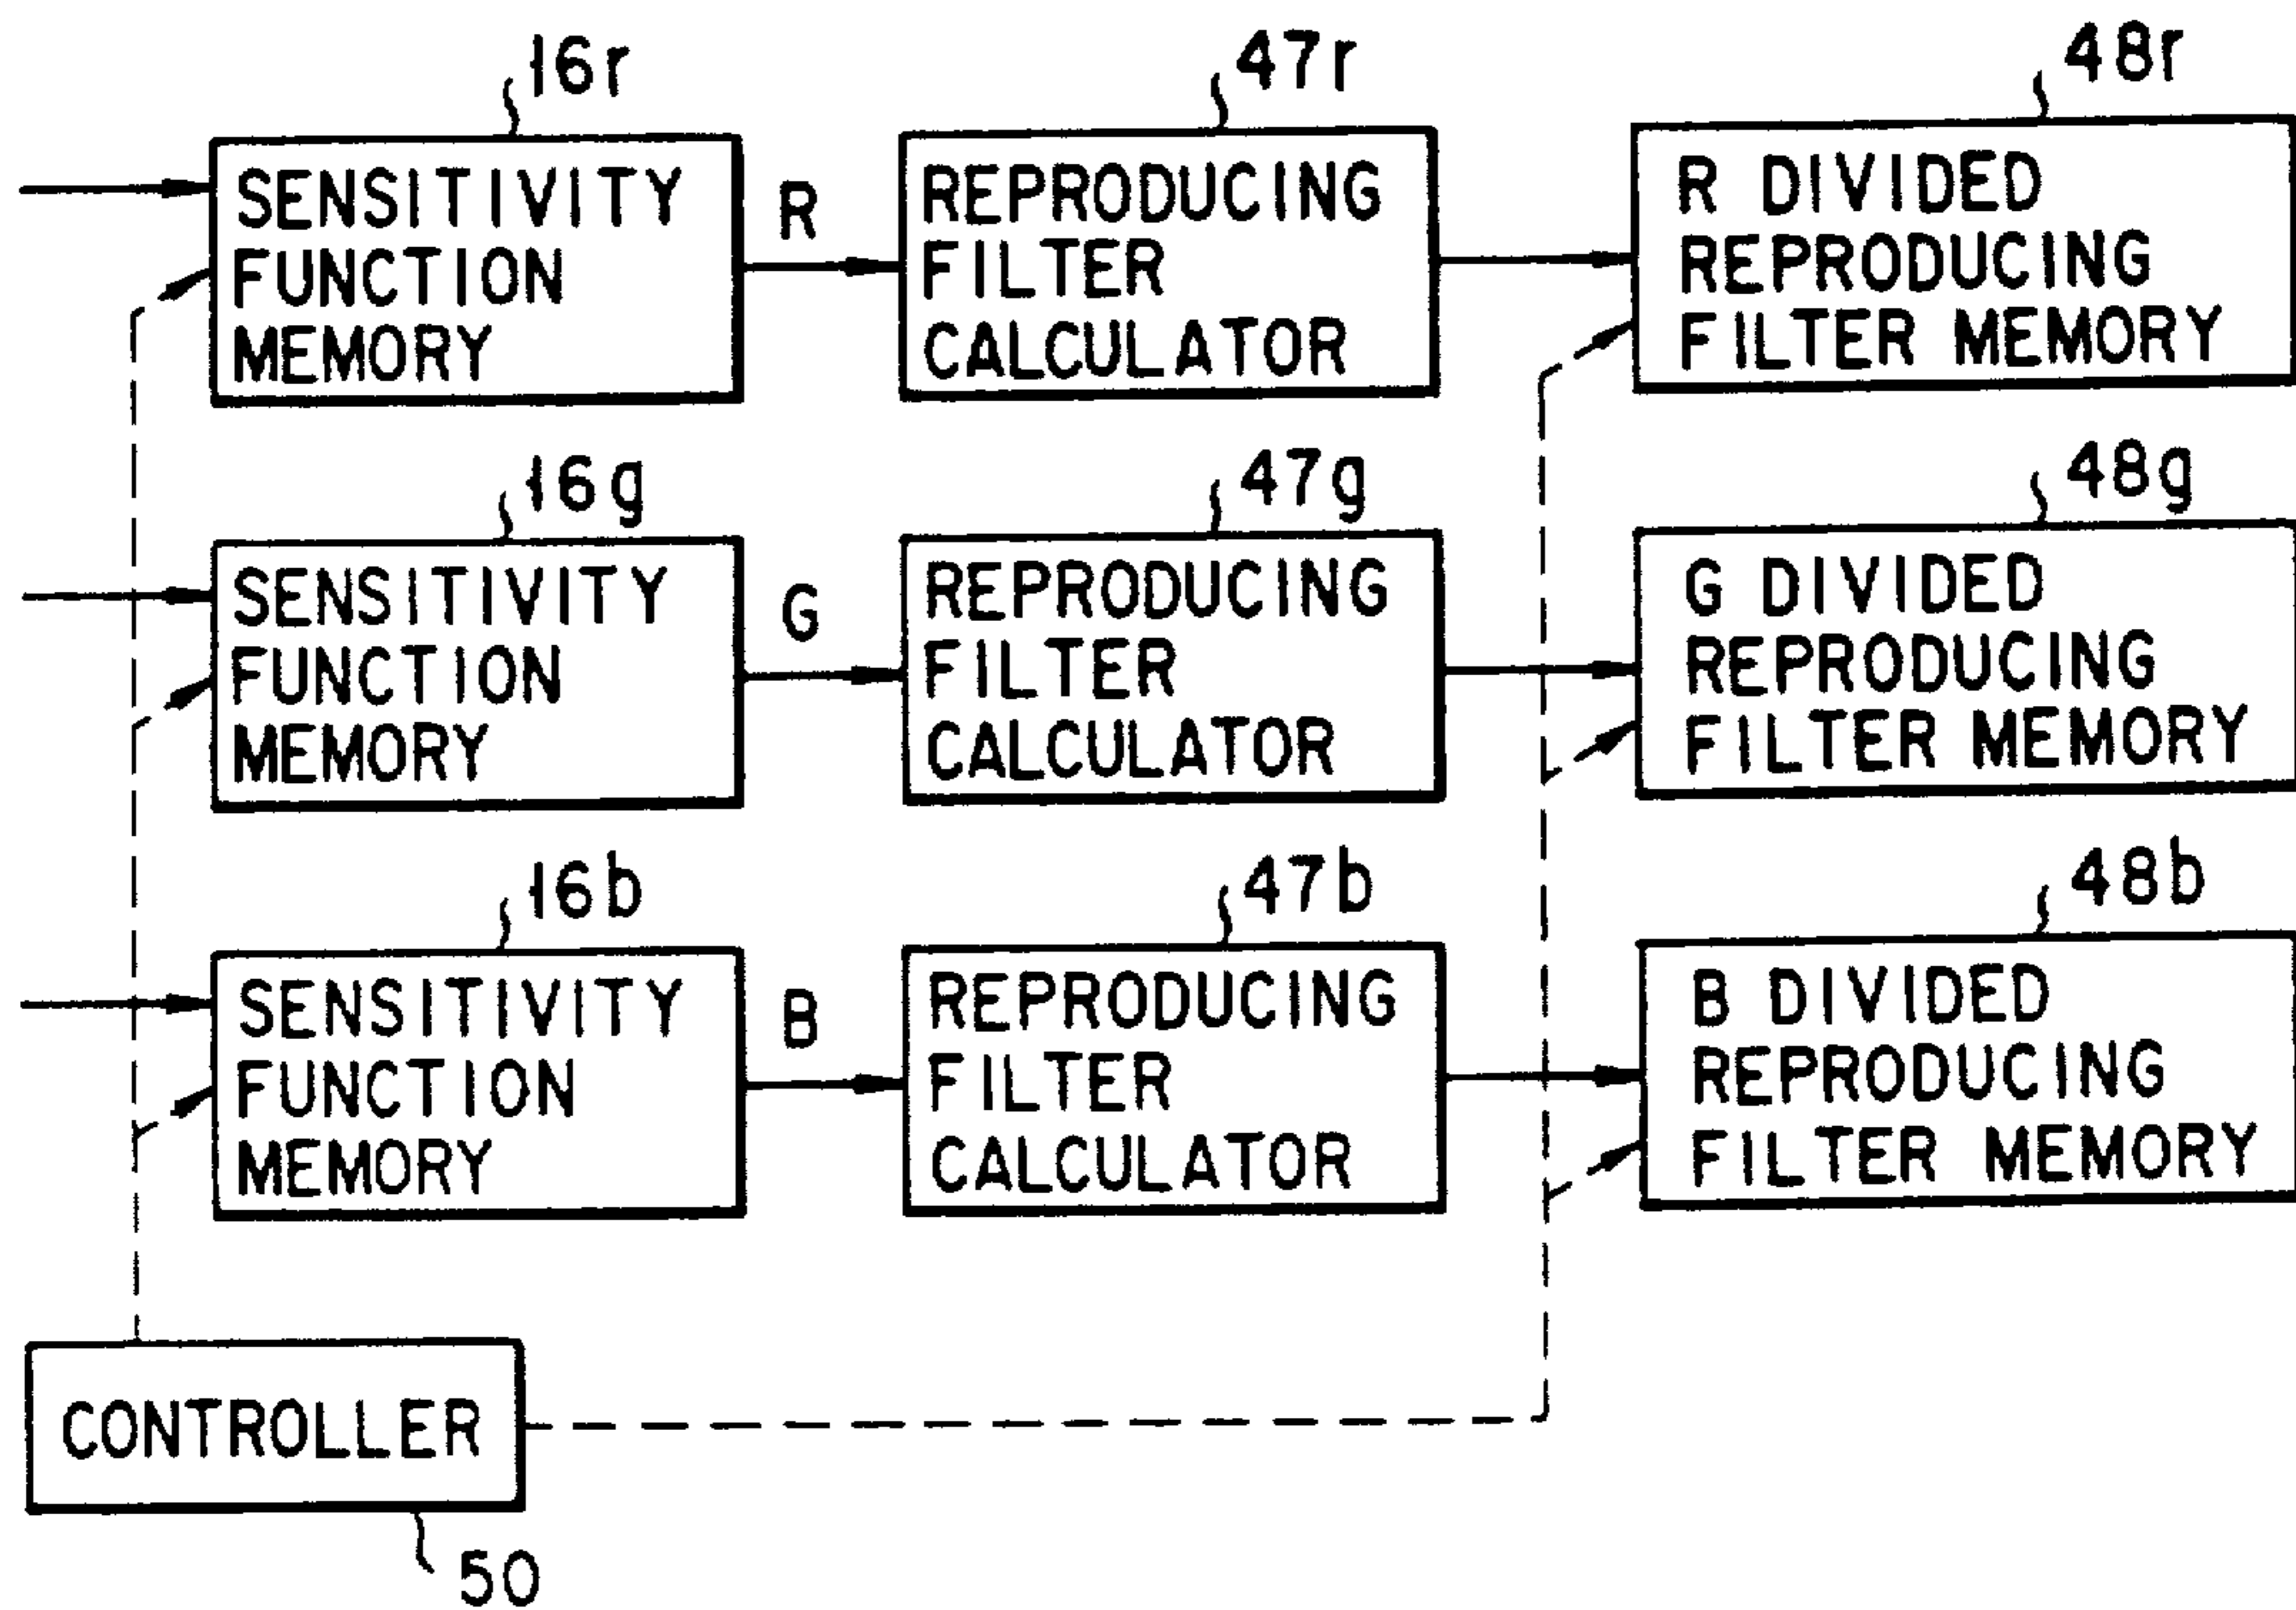 16r
47r
48r
SENSITIVITY
FUNCTION
MEMORY
R
REPRODUCING
FILTER
CALCULATOR
R DIVIDED
REPRODUCING
FILTER MEMORY
16g
47g
48g
SENSITIVITY
FUNCTION
MEMORY
G
REPRODUCING
FILTER
CALCULATOR
G DIVIDED
REPRODUCING
FILTER MEMORY
16b
47b
48b
SENSITIVITY
FUNCTION
MEMORY
B
REPRODUCING
FILTER
CALCULATOR
B DIVIDED
REPRODUCING
FILTER MEMORY
CONTROLLER
50